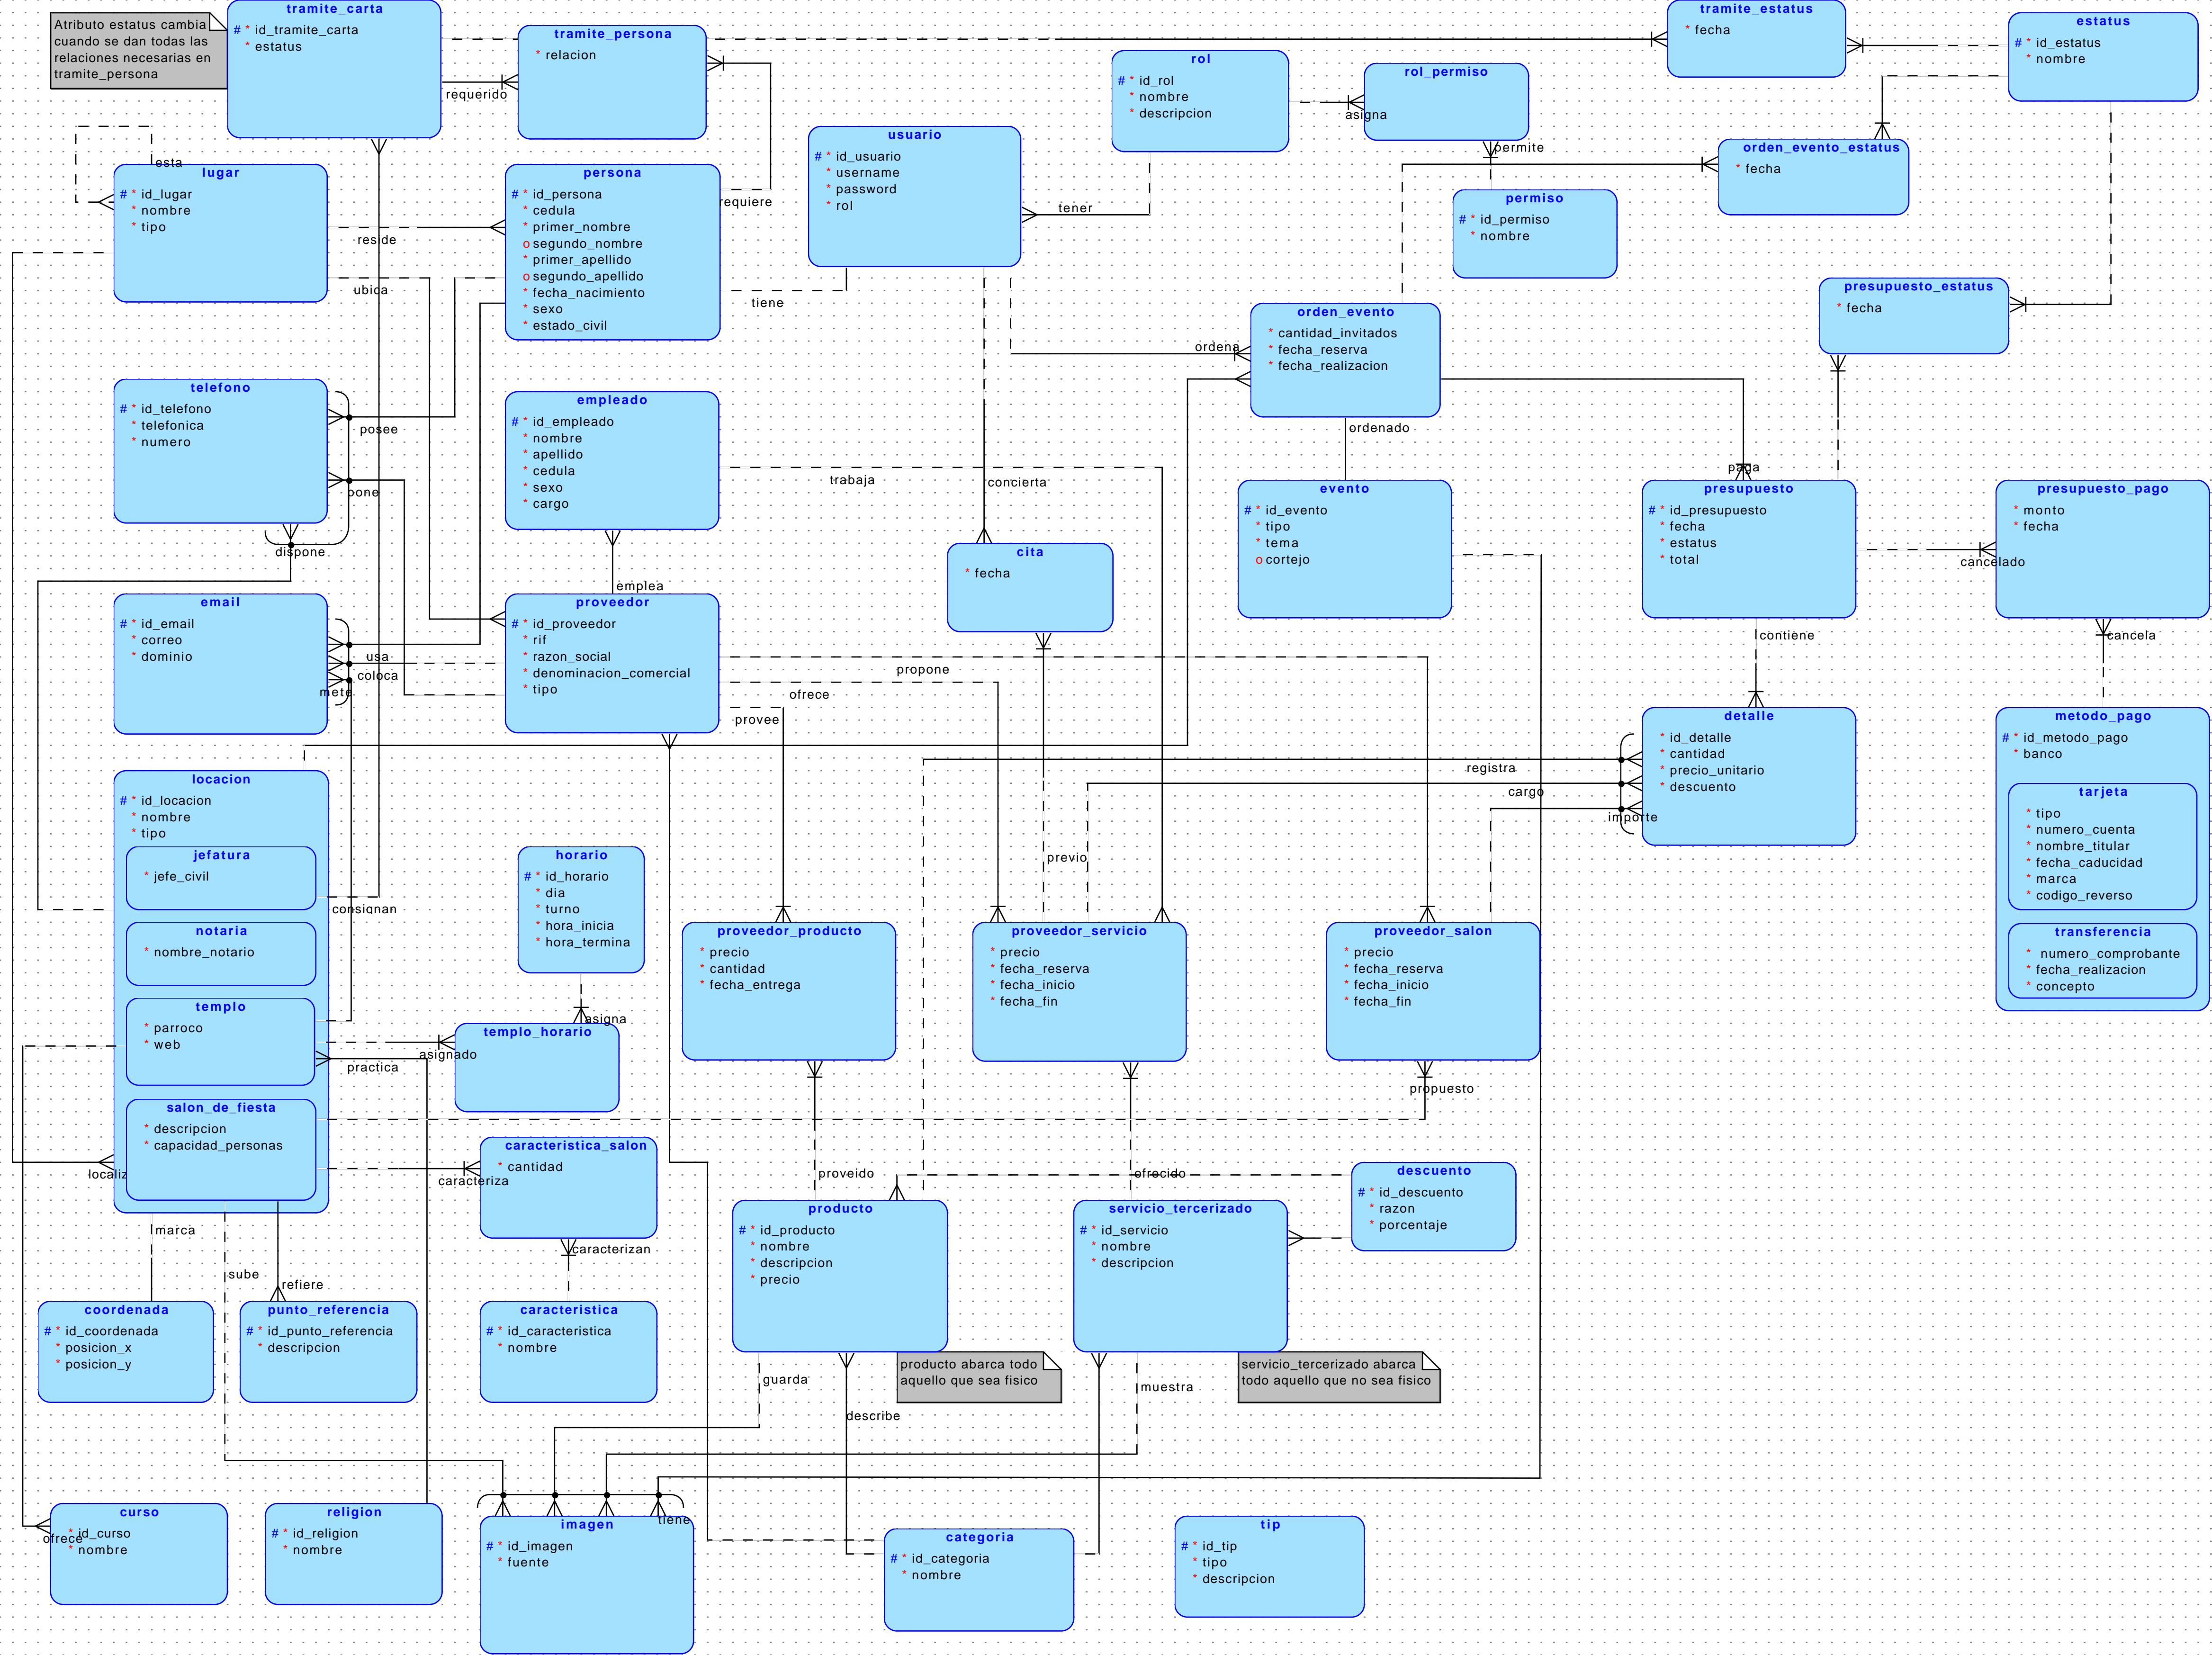 Atributo estatus cambia
cuando se dan todas las
relaciones necesarias en
tramite_persona
tramite_carta
# * id_tramite_carta
* estatus
tramite_persona
* relacion
requerido
requiere
tramite_estatus
* fecha
estatus
# * id_estatus
* nombre
rol
# * id_rol
* nombre
* descripcion
rol_permiso
asigna
permite
permiso
# * id_permiso
* nombre
orden_evento_estatus
* fecha
usuario
# * id_usuario
* username
* password
* rol
tener
esta
lugar
# * id_lugar
* nombre
* tipo
reside
ubica
persona
# * id_persona
* cedula
* primer_nombre
o segundo_nombre
* primer_apellido
o segundo_apellido
* fecha_nacimiento
* sexo
* estado_civil
tiene
presupuesto_estatus
* fecha
orden_evento
* cantidad_invitados
* fecha_reserva
* fecha_realizacion
ordena
ordenado
telefono
# * id_telefono
* telefonica
* numero
posee
pone
dispone
empleado
# * id_empleado
* nombre
* apellido
* cedula
* sexo
* cargo
trabaja
concierta
emplea
cita
* fecha
evento
# * id_evento
* tipo
* tema
o cortejo
paga
presupuesto
# * id_presupuesto
* fecha
* estatus
* total
cancelado
presupuesto_pago
* monto
* fecha
contiene
cancela
email
# * id_email
* correo
* dominio
usa
coloca
mete
proveedor
# * id_proveedor
* rif
* razon_social
* denominacion_comercial
* tipo
propone
ofrece
provee
detalle
* id_detalle
* cantidad
* precio_unitario
* descuento
registra
cargo
importe
metodo_pago
# * id_metodo_pago
* banco
tarjeta
* tipo
* numero_cuenta
* nombre_titular
* fecha_caducidad
* marca
* codigo_reverso
transferencia
* numero_comprobante
* fecha_realizacion
* concepto
locacion
# * id_locacion
* nombre
* tipo
jefatura
* jefe_civil
consignan
notaria
* nombre_notario
templo
* parroco
* web
salon_de_fiesta
* descripcion
* capacidad_personas
localiz
horario
# * id_horario
* dia
* turno
* hora_inicia
* hora_termina
asigna
templo_horario
asignado
practica
previo
proveedor_producto
* precio
* cantidad
* fecha_entrega
proveedor_servicio
* precio
* fecha_reserva
* fecha_inicio
* fecha_fin
proveedor_salon
* precio
* fecha_reserva
* fecha_inicio
* fecha_fin
propuesto
caracteristica_salon
* cantidad
caracteriza
caracterizan
proveido
ofrecido
descuento
# * id_descuento
* razon
* porcentaje
producto
# * id_producto
* nombre
* descripcion
* precio
servicio_tercerizado
# * id_servicio
* nombre
* descripcion
marca
sube
refiere
coordenada
# * id_coordenada
* posicion_x
* posicion_y
punto_referencia
# * id_punto_referencia
* descripcion
caracteristica
# * id_caracteristica
* nombre
producto abarca todo
aquello que sea fisico
servicio_tercerizado abarca
todo aquello que no sea fisico
guarda
describe
muestra
curso
* id_curso
* nombre
ofrece
religion
# * id_religion
* nombre
imagen
# * id_imagen
* fuente
tiene
categoria
# * id_categoria
* nombre
tip
# * id_tip
* tipo
* descripcion